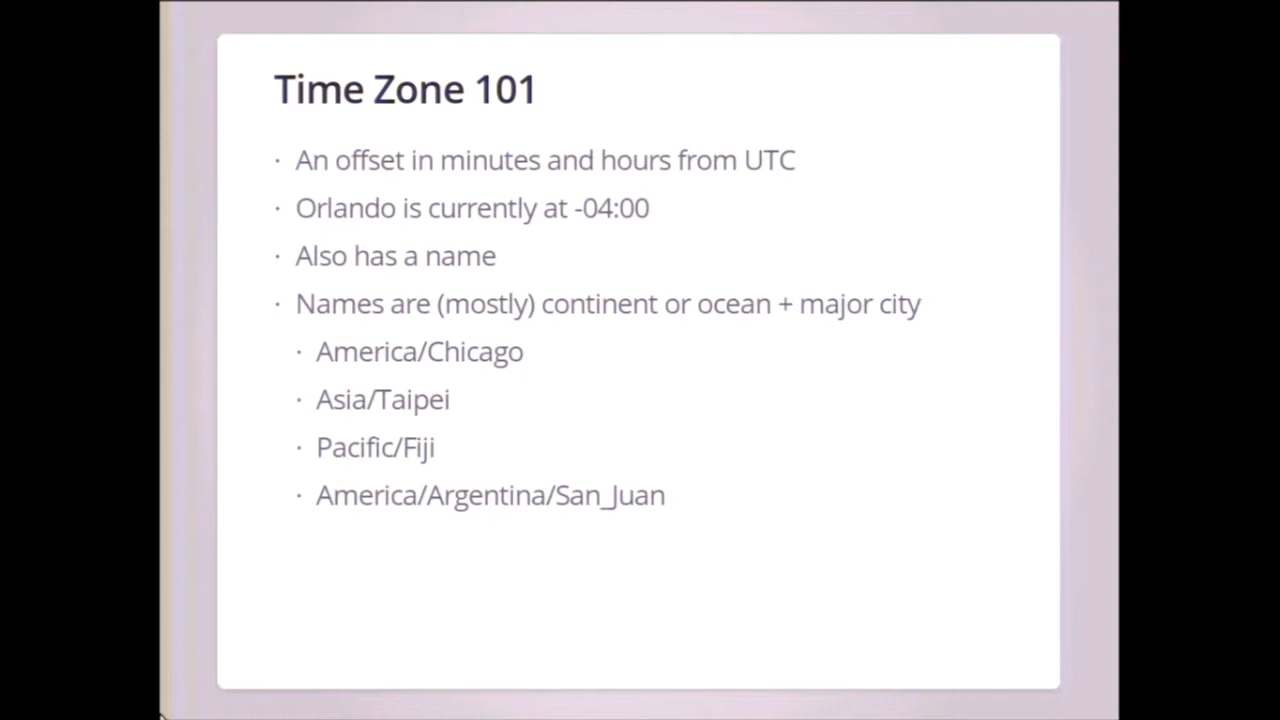 Time Zone 101
· An offset in minutes and hours from UTC
· Orlando is currently at -04:00
· Also has a name
· Names are (mostly) continent or ocean + major city
· America/Chicago
· Asia/Taipei
· Pacific/Fiji
· America/Argentina/San_Juan